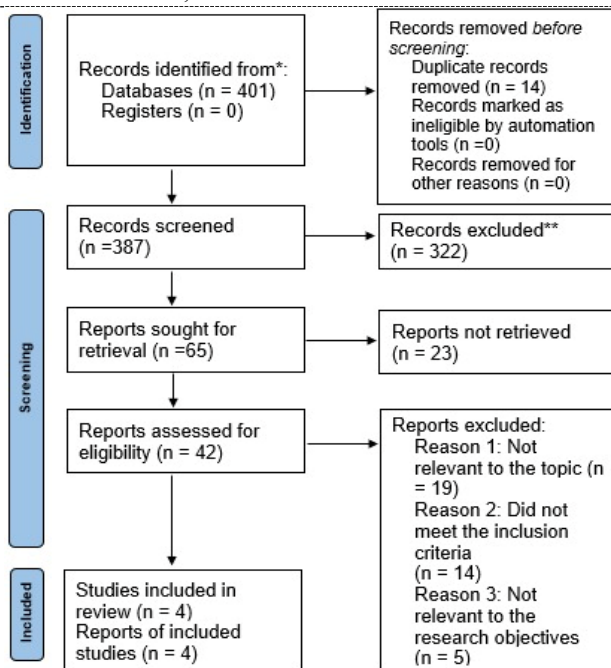 Identification
Records identified from*:
Databases (n = 401)
Registers (n = 0)
Records removed before
screening:
Duplicate records
removed (n = 14)
Records marked as
ineligible by automation
tools (n =0)
Records removed for
other reasons (n =0)
Screening
Records screened
(n =387)
Records excluded**
(n = 322)
Reports sought for
retrieval (n =65)
Reports not retrieved
(n = 23)
Reports assessed for
eligibility (n = 42)
Reports excluded:
Reason 1: Not
relevant to the topic (n
= 19)
Reason 2: Did not
meet the inclusion
criteria
(n = 14)
Reason 3: Not
relevant to the
research objectives
(n = 5)
Included
Studies included in
review (n = 4)
Reports of included
studies (n = 4)